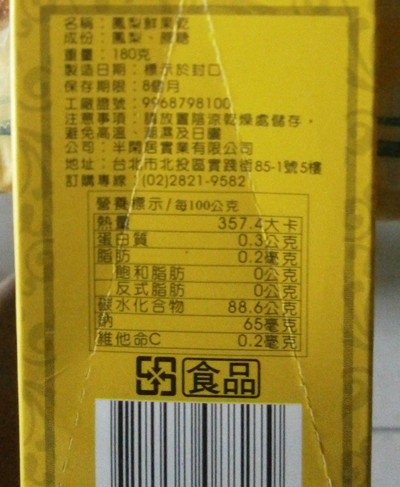 名稱：鳳梨鮮果乾
成份：鳳梨、蔗糖
重量：180克
製造日期：標示於封口
保存期限：8個月
工廠證號：9968798100
注意事項：請放置陰涼乾燥處儲存，
避免高溫、潮濕及日曬
公司：半閑居實業有限公司
地址：台北市北投區實踐街85-1號5樓
訂購專線：(02)2821-9582
營養標示/每100公克
熱量 357.4大卡
蛋白質 0.3公克
脂肪 0.2毫克
飽和脂肪 0公克
反式脂肪 0公克
碳水化合物 88.6公克
鈉 65毫克
維他命C 0.2毫克
食品